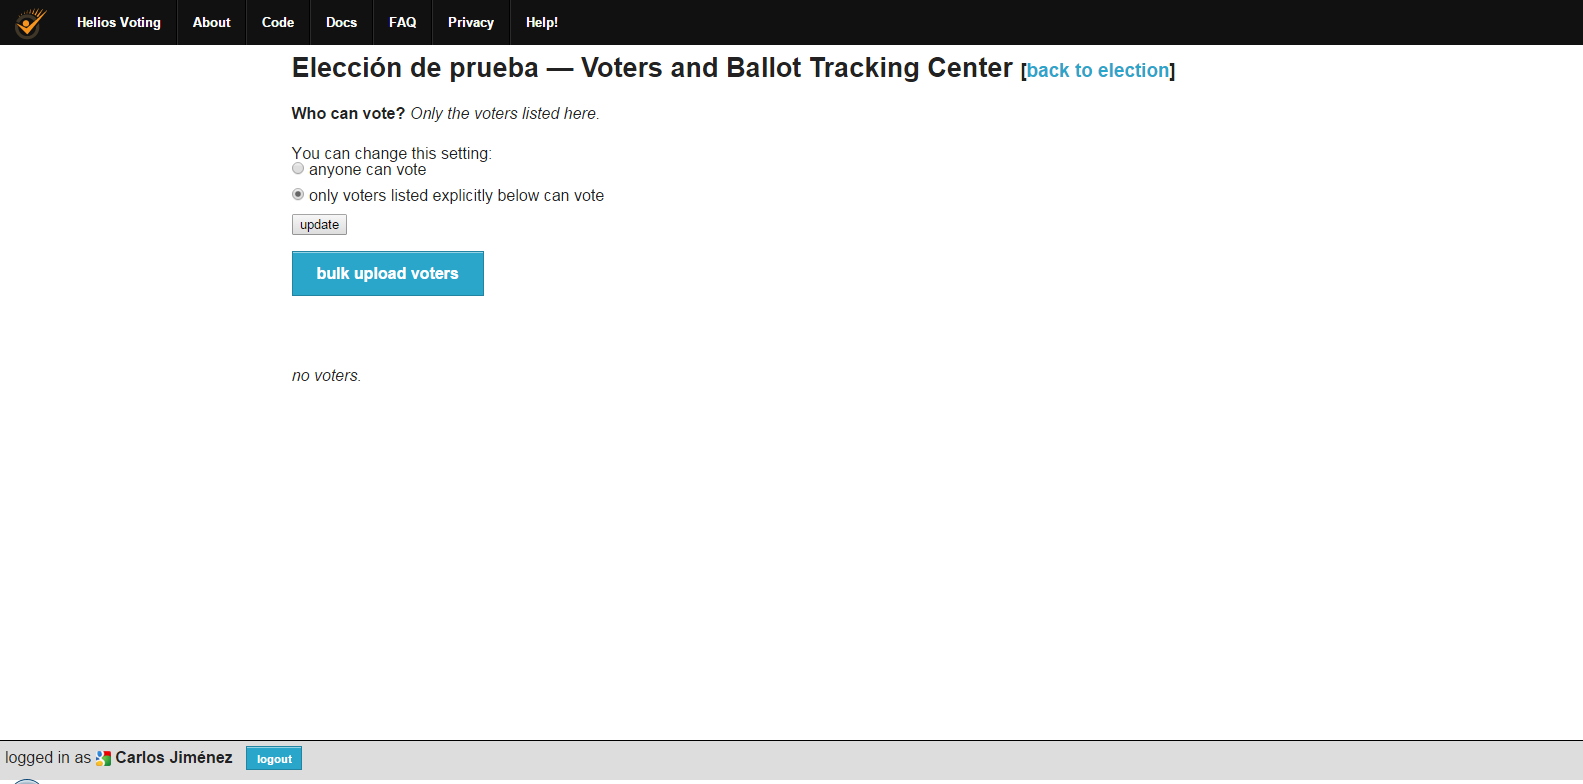 Helios Voting About Code Docs FAQ Privacy Help!
Elección de prueba — Voters and Ballot Tracking Center [back to election]
Who can vote? Only the voters listed here.
You can change this setting:
anyone can vote
only voters listed explicitly below can vote
update
bulk upload voters
no voters.
logged in as Carlos Jiménez logout